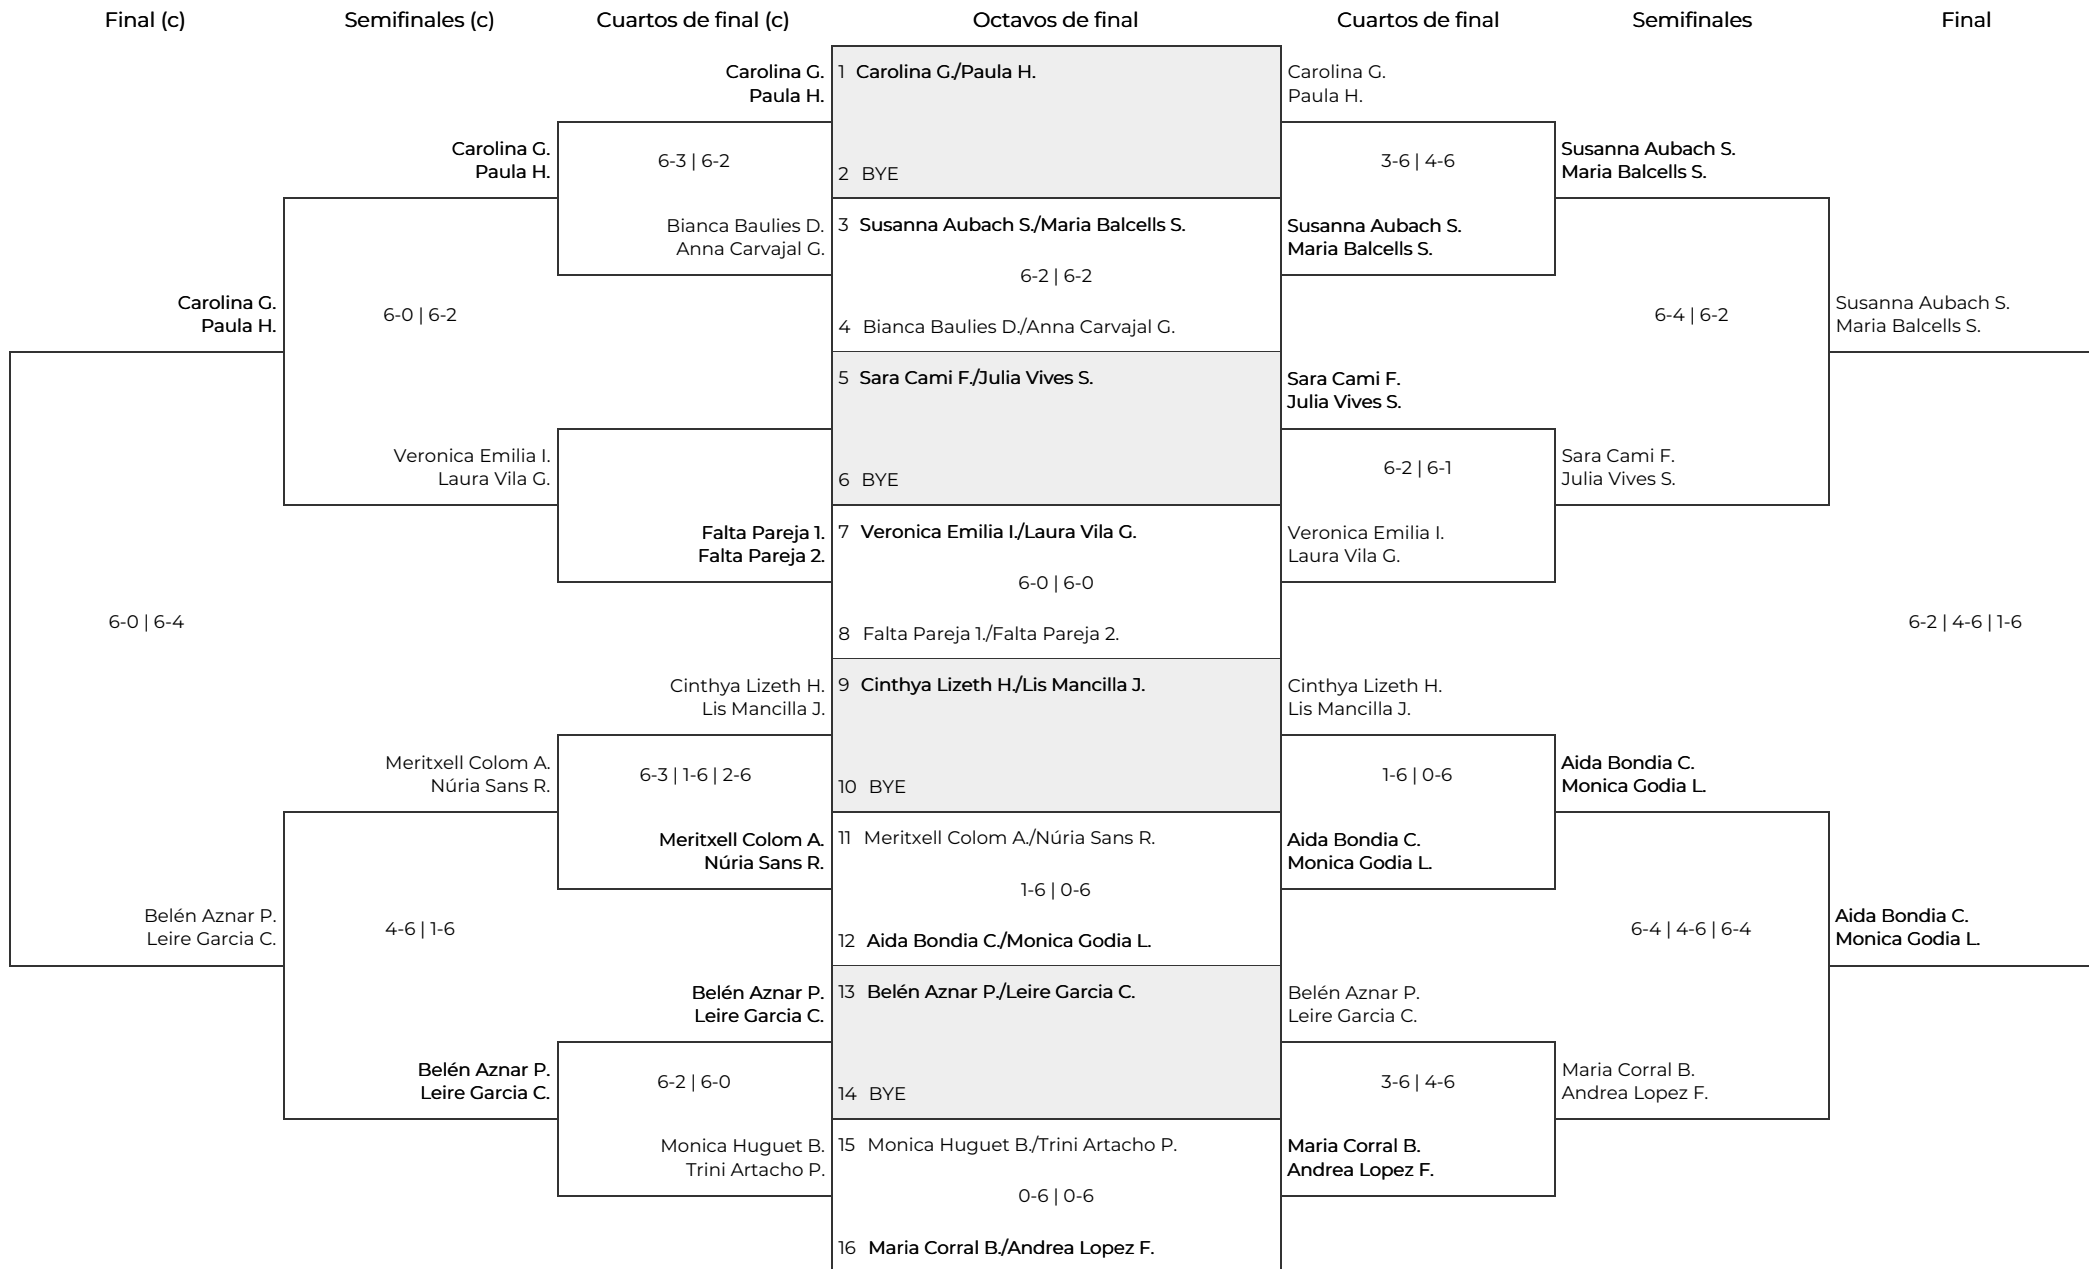 Final (c)
Semifinales (c)
Cuartos de final (c)
Octavos de final
Cuartos de final
Semifinales
Final
Carolina G.
Paula H.
6-0 | 6-4
Belén Aznar P.
Leire Garcia C.
Carolina G.
Paula H.
6-0 | 6-2
Veronica Emilia I.
Laura Vila G.
Meritxell Colom A.
Núria Sans R.
4-6 | 1-6
Belén Aznar P.
Leire Garcia C.
Carolina G.
Paula H.
6-3 | 6-2
Bianca Baulies D.
Anna Carvajal G.
Falta Pareja 1.
Falta Pareja 2.
Cinthya Lizeth H.
Lis Mancilla J.
6-3 | 1-6 | 2-6
Meritxell Colom A.
Núria Sans R.
Belén Aznar P.
Leire Garcia C.
6-2 | 6-0
Monica Huguet B.
Trini Artacho P.
1 Carolina G./Paula H.
2 BYE
3 Susanna Aubach S./Maria Balcells S.
6-2 | 6-2
4 Bianca Baulies D./Anna Carvajal G.
5 Sara Cami F./Julia Vives S.
6 BYE
7 Veronica Emilia I./Laura Vila G.
6-0 | 6-0
8 Falta Pareja 1./Falta Pareja 2.
9 Cinthya Lizeth H./Lis Mancilla J.
10 BYE
11 Meritxell Colom A./Núria Sans R.
1-6 | 0-6
12 Aida Bondia C./Monica Godia L.
13 Belén Aznar P./Leire Garcia C.
14 BYE
15 Monica Huguet B./Trini Artacho P.
0-6 | 0-6
16 Maria Corral B./Andrea Lopez F.
Carolina G.
Paula H.
3-6 | 4-6
Susanna Aubach S.
Maria Balcells S.
Sara Cami F.
Julia Vives S.
6-2 | 6-1
Veronica Emilia I.
Laura Vila G.
Cinthya Lizeth H.
Lis Mancilla J.
1-6 | 0-6
Aida Bondia C.
Monica Godia L.
Belén Aznar P.
Leire Garcia C.
3-6 | 4-6
Maria Corral B.
Andrea Lopez F.
Susanna Aubach S.
Maria Balcells S.
6-4 | 6-2
Sara Cami F.
Julia Vives S.
Aida Bondia C.
Monica Godia L.
6-4 | 4-6 | 6-4
Maria Corral B.
Andrea Lopez F.
Susanna Aubach S.
Maria Balcells S.
6-2 | 4-6 | 1-6
Aida Bondia C.
Monica Godia L.